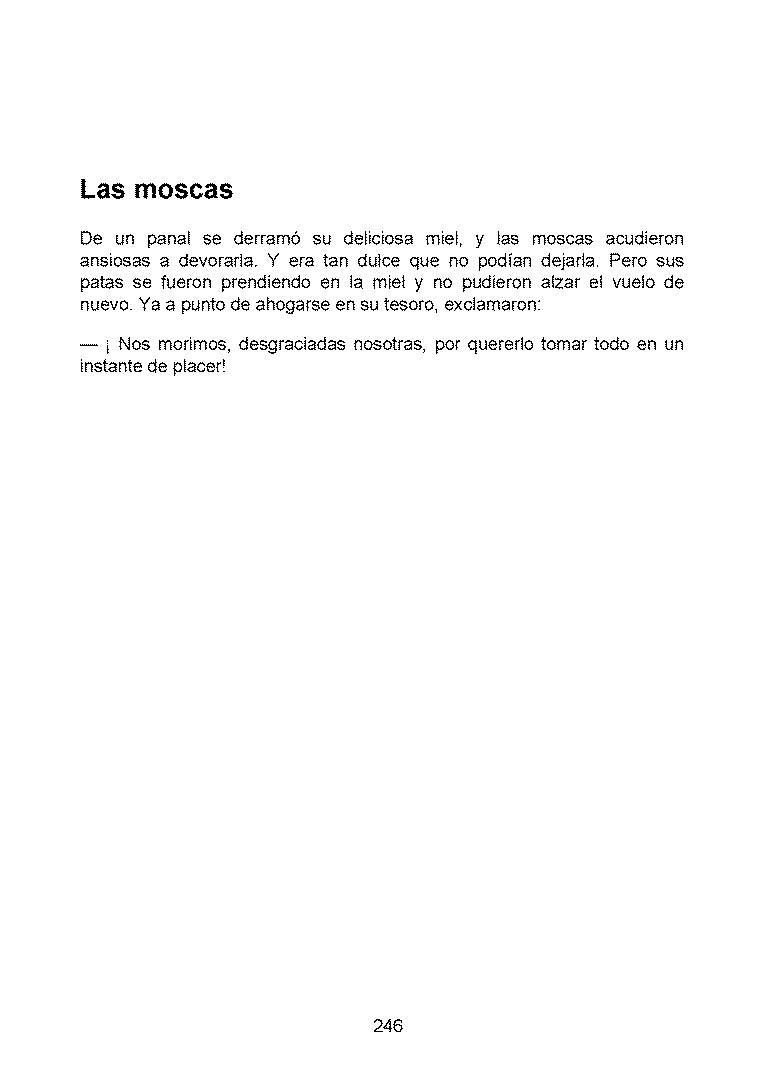 Las moscas
De un panal se derramó su deliciosa miel, y las moscas acudieron
ansiosas a devorarla. Y era tan dulce que no podían dejarla. Pero sus
patas se fueron prendiendo en la miel y no pudieron alzar el vuelo de
nuevo. Ya a punto de ahogarse en su tesoro, exclamaron:
— ¡ Nos morimos, desgraciadas nosotras, por quererlo tomar todo en un
instante de placer!
246